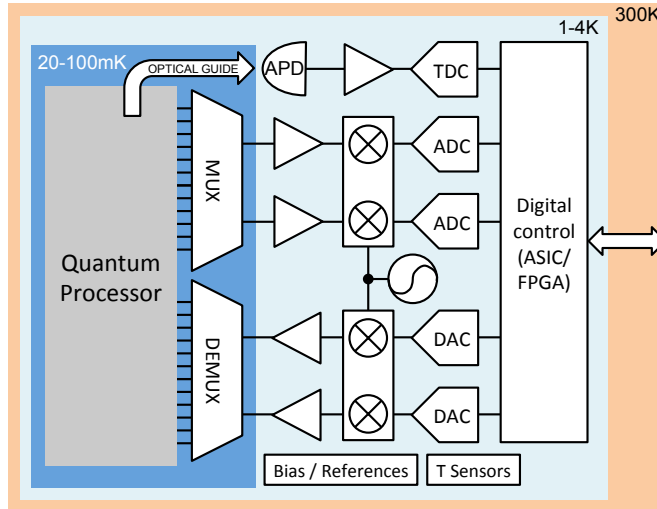 300K
1-4K
20-100mK
OPTICAL GUIDE
APD
TDC
MUX
ADC
ADC
Digital
control
(ASIC/
FPGA)
Quantum
Processor
DEMUX
DAC
DAC
Bias / References
T Sensors